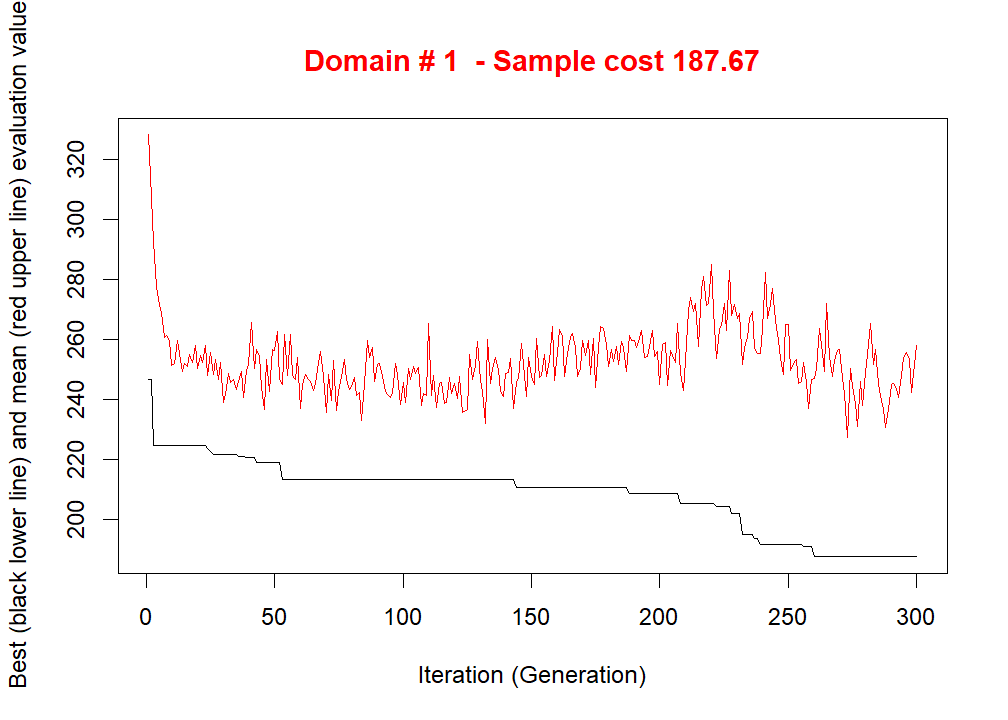 Domain # 1  - Sample cost 187.67
Best (black lower line) and mean (red upper line) evaluation value
320
300
280
260
240
220
200
0 50 100 150 200 250 300
Iteration (Generation)